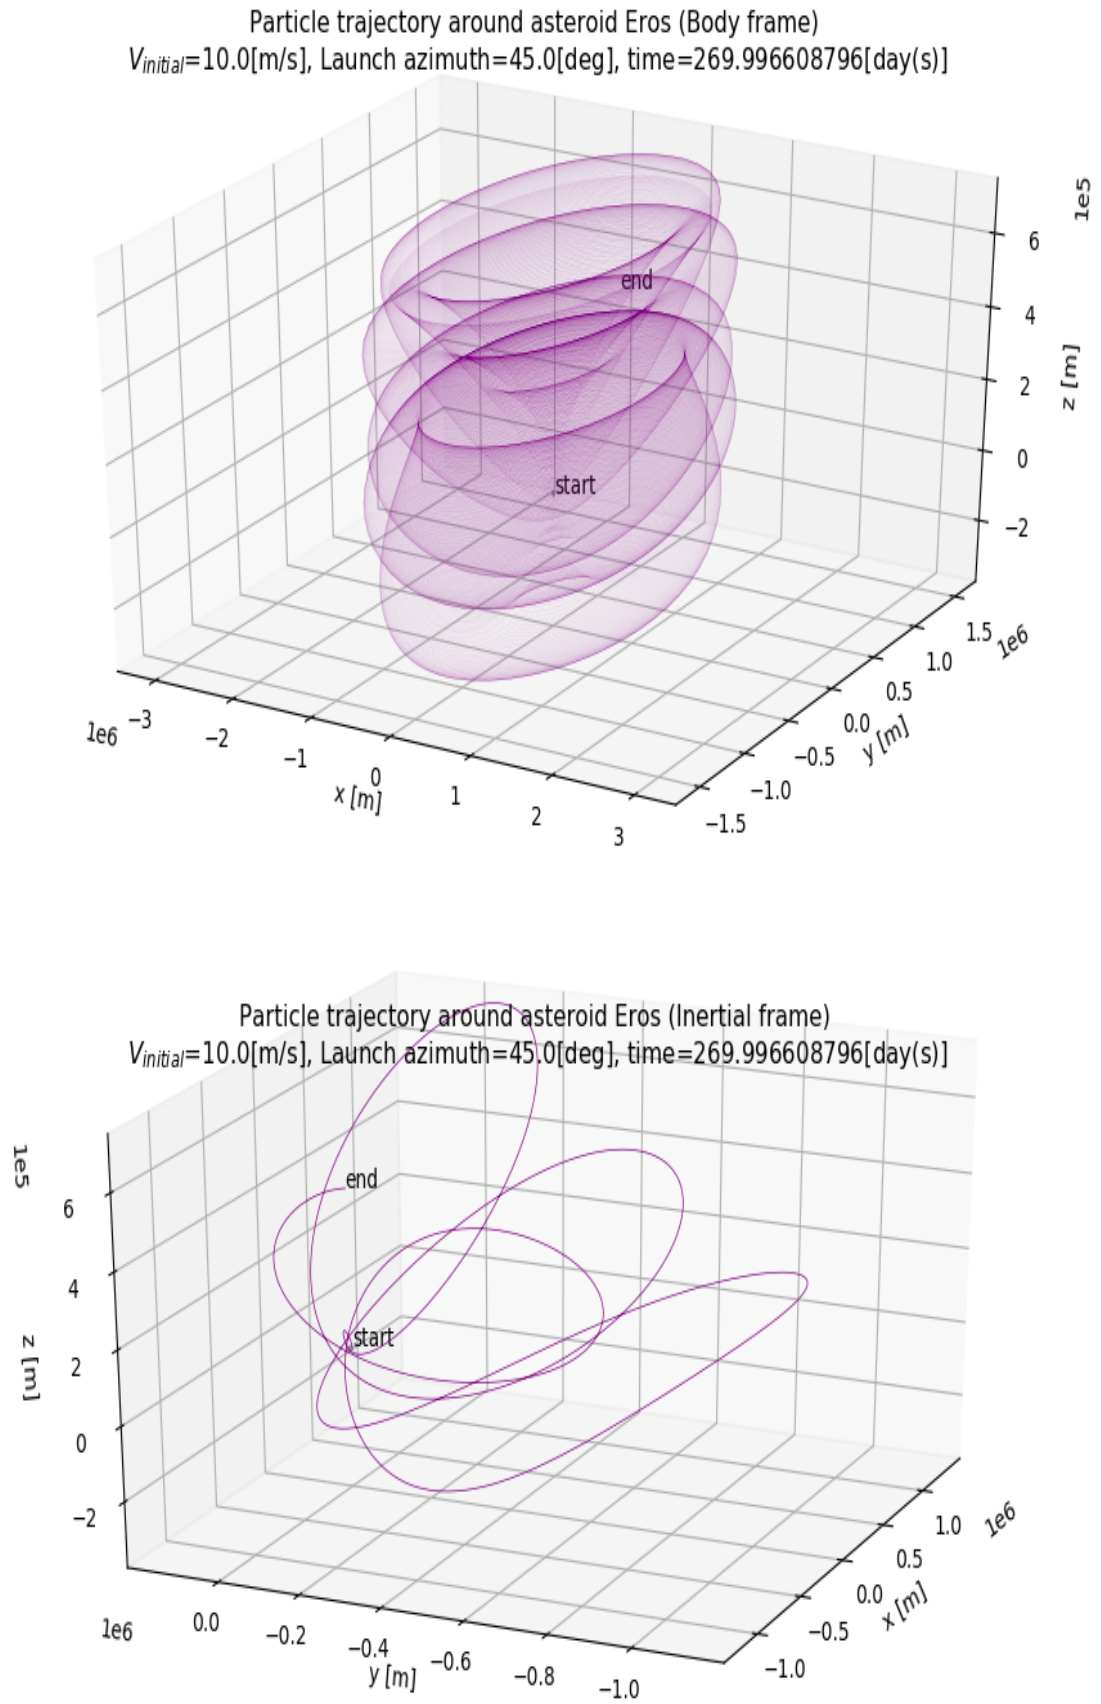 Particle trajectory around asteroid Eros (Body frame)
V_initial=10.0[m/s], Launch azimuth=45.0[deg], time=269.996608796[day(s)]
1e5
6
4
2
0
−2
z [m]
end
start
1e6
−3
−2
−1
0
1
2
3
x [m]
1e6
1.5
1.0
0.5
0.0
−0.5
−1.0
−1.5
y [m]
Particle trajectory around asteroid Eros (Inertial frame)
V_initial=10.0[m/s], Launch azimuth=45.0[deg], time=269.996608796[day(s)]
1e5
6
4
2
0
−2
z [m]
end
start
1e6
0.0
−0.2
−0.4
−0.6
−0.8
−1.0
y [m]
1e6
1.0
0.5
0.0
−0.5
−1.0
x [m]